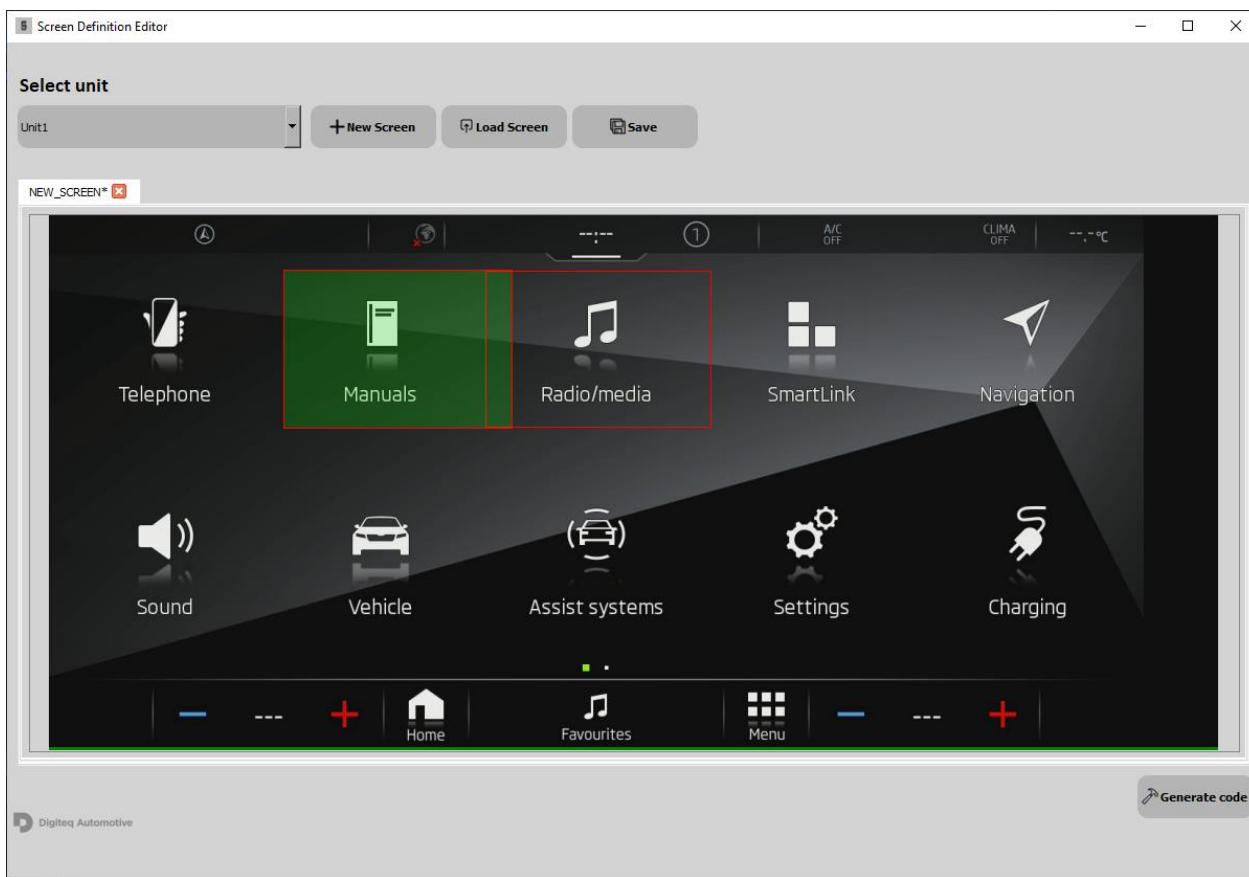 Screen Definition Editor
Select unit
Unit1
New Screen
Load Screen
Save
NEW_SCREEN*
--:--
1
A/C
OFF
CLIMA
OFF
--.-°C
Telephone
Manuals
Radio/media
SmartLink
Navigation
Sound
Vehicle
Assist systems
Settings
Charging
---
Home
Favourites
Menu
---
Generate code
Digiteq Automotive